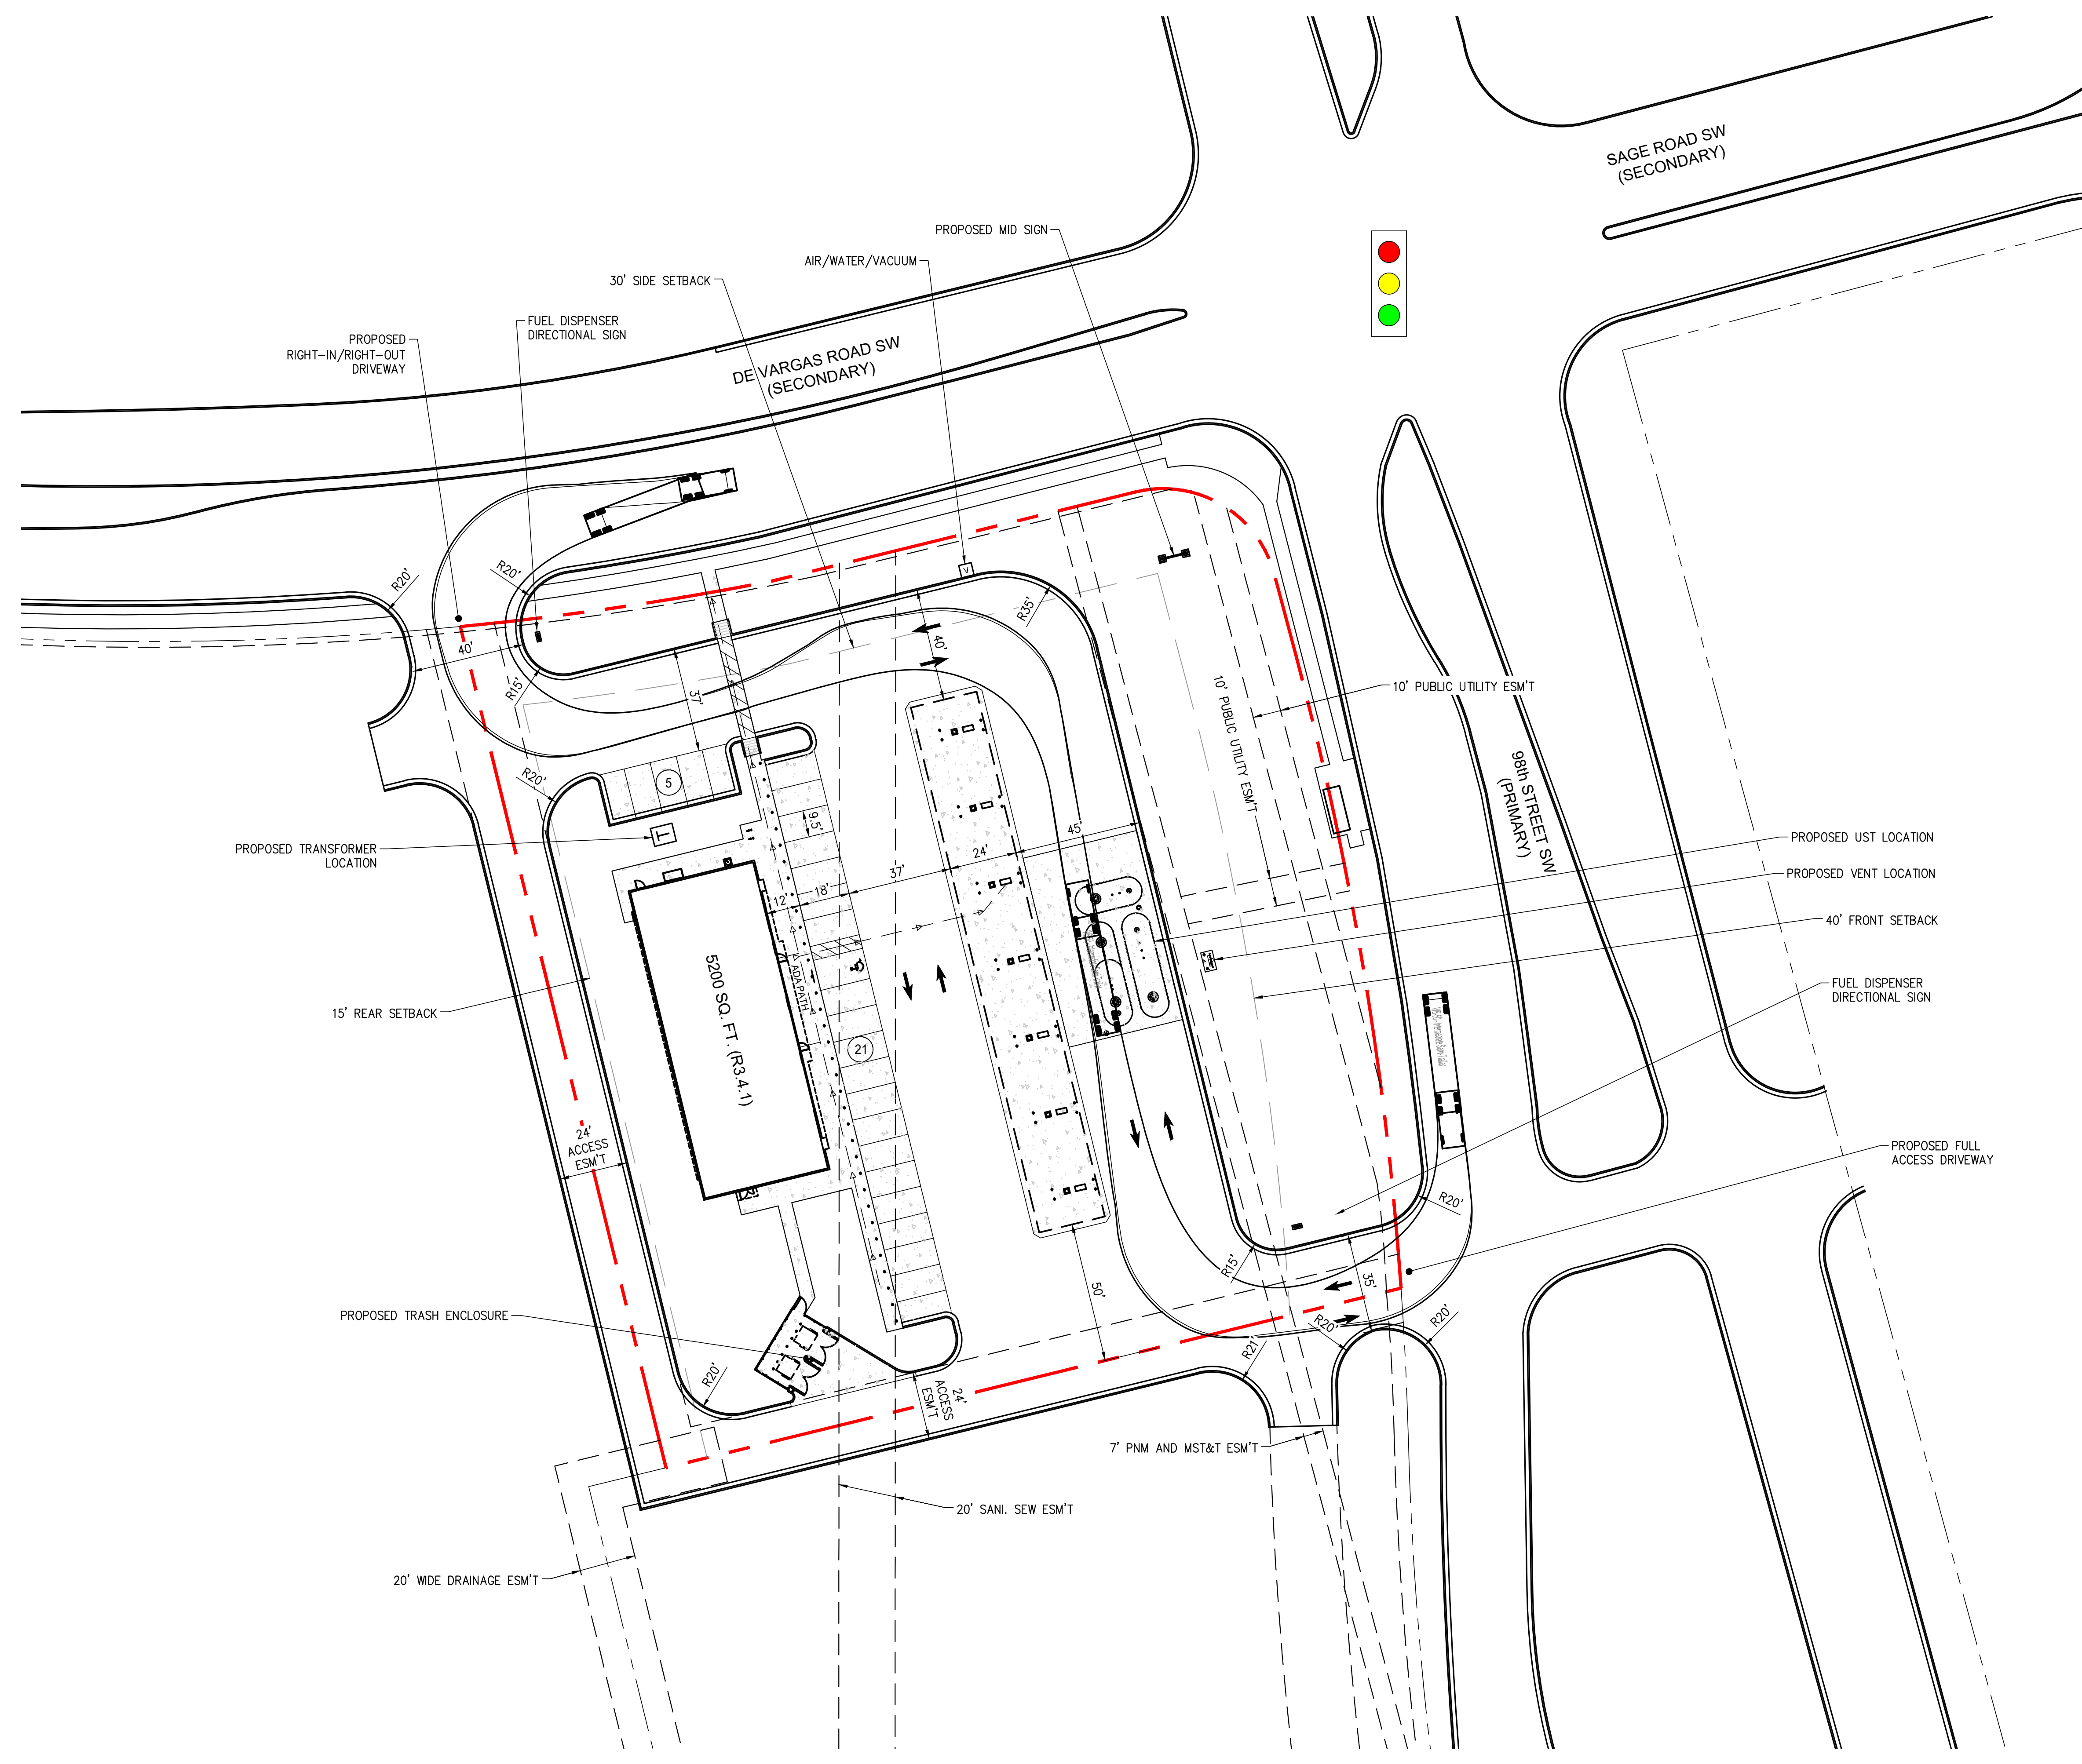 SAGE ROAD SW
(SECONDARY)
PROPOSED MID SIGN
AIR/WATER/VACUUM
30' SIDE SETBACK
FUEL DISPENSER
DIRECTIONAL SIGN
PROPOSED
RIGHT-IN/RIGHT-OUT
DRIVEWAY
DE VARGAS ROAD SW
(SECONDARY)
R20'
R20'
V
R35'
40'
40'
R15'
37'
10' PUBLIC UTILITY ESM'T
10' PUBLIC UTILITY ESM'T
98th STREET SW
(PRIMARY)
R20'
5
T
9.5'
45'
24'
37'
18'
12'
PROPOSED TRANSFORMER
LOCATION
PROPOSED UST LOCATION
PROPOSED VENT LOCATION
40' FRONT SETBACK
FUEL DISPENSER
DIRECTIONAL SIGN
5200 SQ. FT. (R3.4.1)
ADA PATH
21
15' REAR SETBACK
24'
ACCESS
ESM'T
PROPOSED FULL
ACCESS DRIVEWAY
R20'
R15'
35'
50'
R20'
R20'
R21'
PROPOSED TRASH ENCLOSURE
R20'
24'
ACCESS
ESM'T
7' PNM AND MST&T ESM'T
20' SANI. SEW ESM'T
20' WIDE DRAINAGE ESM'T